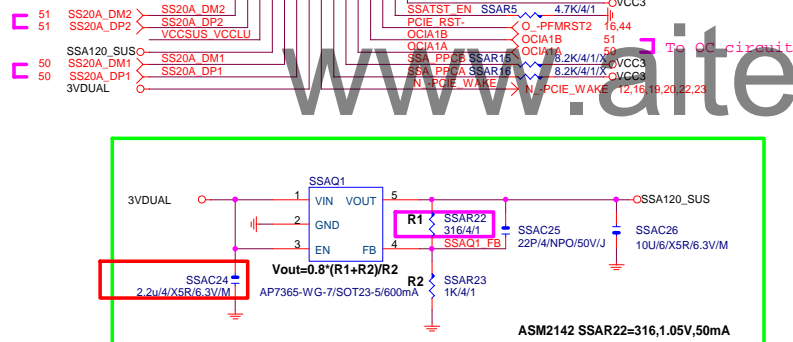 51 SS20A_DM2 SS20A_DM2
51 SS20A_DP2 SS20A_DP2
VCCSUS_VCCLU
SSA120_SUS
50 SS20A_DM1 SS20A_DM1
50 SS20A_DP1 SS20A_DP1
3VDUAL
VCC3
SSATST_EN SSAR5 4.7K/4/1
PCIE_RST- O_-PFMRST2 16,44
OCIA1B OCIA1B 51
OCIA1A OCIA1A 50
To OC circuit
SSA_PPCB SSAR15 8.2K/4/1/X VCC3
SSA_PPCA SSAR16 8.2K/4/1/X VCC3
N_-PCIE_WAKE N_-PCIE_WAKE 12,16,19,20,22,23
www.aite
SSAQ1
3VDUAL 1 VIN VOUT 5 SSA120_SUS
2 GND
3 EN FB 4
R1 SSAR22
316/4/1
SSAQ1_FB
SSAC25
22P/4/NPO/50V/J
SSAC26
10U/6/X5R/6.3V/M
Vout=0.8*(R1+R2)/R2
SSAC24
2.2u/4/X5R/6.3V/M
AP7365-WG-7/SOT23-5/600mA
R2 SSAR23
1K/4/1
ASM2142 SSAR22=316,1.05V,50mA